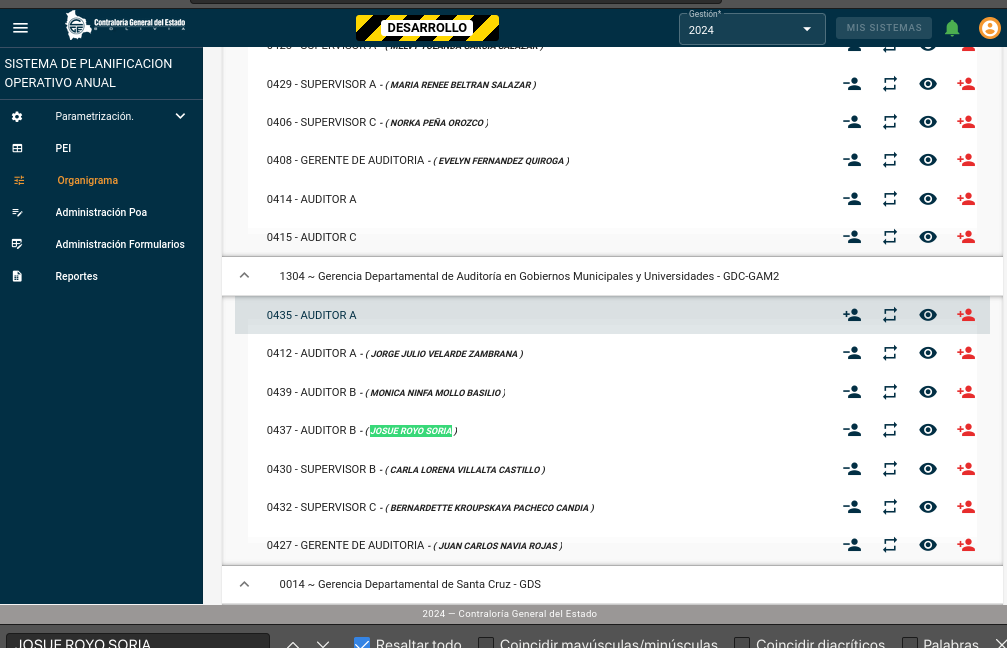 Contraloría General del Estado
BOLIVIA
DESARROLLO
Gestión*
2024
MIS SISTEMAS
SISTEMA DE PLANIFICACION
OPERATIVO ANUAL
Parametrización.
PEI
Organigrama
Administración Poa
Administración Formularios
Reportes
0429 - SUPERVISOR A - ( MARIA RENEE BELTRAN SALAZAR )
0406 - SUPERVISOR C - ( NORKA PEÑA OROZCO )
0408 - GERENTE DE AUDITORIA - ( EVELYN FERNANDEZ QUIROGA )
0414 - AUDITOR A
0415 - AUDITOR C
1304 ~ Gerencia Departamental de Auditoría en Gobiernos Municipales y Universidades - GDC-GAM2
0435 - AUDITOR A
0412 - AUDITOR A - ( JORGE JULIO VELARDE ZAMBRANA )
0439 - AUDITOR B - ( MONICA NINFA MOLLO BASILIO )
0437 - AUDITOR B - ( JOSUE ROYO SORIA )
0430 - SUPERVISOR B - ( CARLA LORENA VILLALTA CASTILLO )
0432 - SUPERVISOR C - ( BERNARDETTE KROUPSKAYA PACHECO CANDIA )
0427 - GERENTE DE AUDITORIA - ( JUAN CARLOS NAVIA ROJAS )
0014 ~ Gerencia Departamental de Santa Cruz - GDS
2024 — Contraloría General del Estado
JOSUE ROYO SORIA
Resaltar todo
Coincidir mayúsculas/minúsculas
Coincidir diacríticos
Palabras